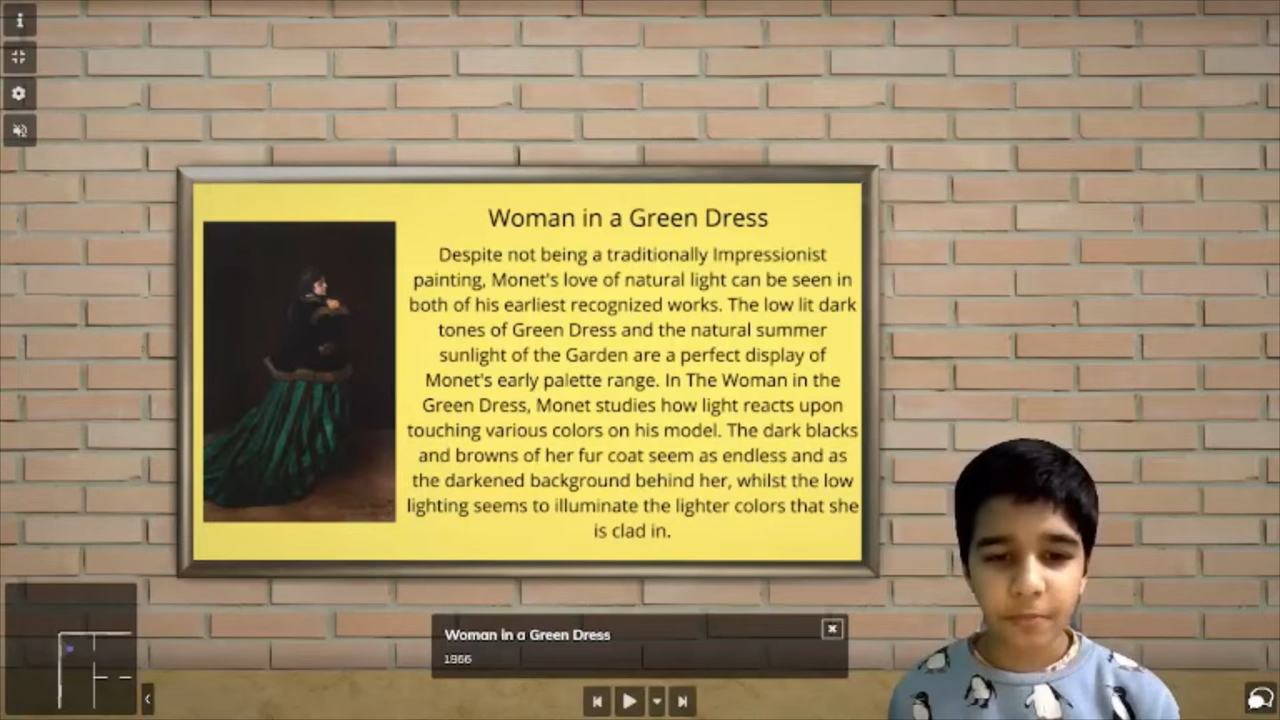 Woman in a Green Dress
Despite not being a traditionally Impressionist
painting, Monet's love of natural light can be seen in
both of his earliest recognized works. The low lit dark
tones of Green Dress and the natural summer
sunlight of the Garden are a perfect display of
Monet's early palette range. In The Woman in the
Green Dress, Monet studies how light reacts upon
touching various colors on his model. The dark blacks
and browns of her fur coat seem as endless and as
the darkened background behind her, whilst the low
lighting seems to illuminate the lighter colors that she
is clad in.
Woman in a Green Dress
1866